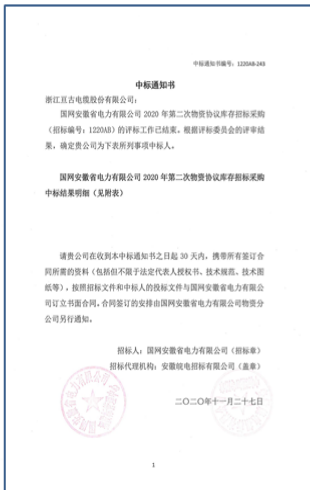 中标通知书编号：1220AB-243
中标通知书
浙江亘古电缆股份有限公司：
国网安徽省电力有限公司 2020 年第二次物资协议库存招标采购
（招标编号：1220AB）的评标工作已结束，根据评标委员会的评审结
果，确定贵公司为下表所列事项中标人。
国网安徽省电力有限公司 2020 年第二次物资协议库存招标采购
中标结果明细（见附表）
请贵公司在收到本中标通知书之日起 30 天内，携带所有签订合
同所需的资料（包括但不限于法定代表人授权书、技术规范、技术图
纸等），按照招标文件和中标人的投标文件与国网安徽省电力有限公
司订立书面合同。合同签订的安排由国网安徽省电力有限公司物资分
公司另行通知。
招标人：国网安徽省电力有限公司（招标章）
招标代理机构：安徽皖电招标有限公司（盖章）
二〇二〇年十一月二十七日
1